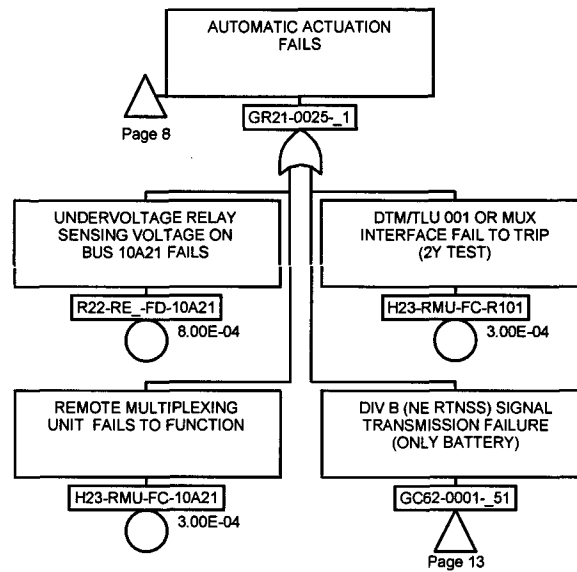 AUTOMATIC ACTUATION
FAILS
Page 8
GR21-0025-_1
UNDERVOLTAGE RELAY
SENSING VOLTAGE ON
BUS 10A21 FAILS
R22-RE_-FD-10A21
8.00E-04
DTM/TLU 001 OR MUX
INTERFACE FAIL TO TRIP
(2Y TEST)
H23-RMU-FC-R101
3.00E-04
REMOTE MULTIPLEXING
UNIT FAILS TO FUNCTION
H23-RMU-FC-10A21
3.00E-04
DIV B (NE RTNSS) SIGNAL
TRANSMISSION FAILURE
(ONLY BATTERY)
GC62-0001-_51
Page 13